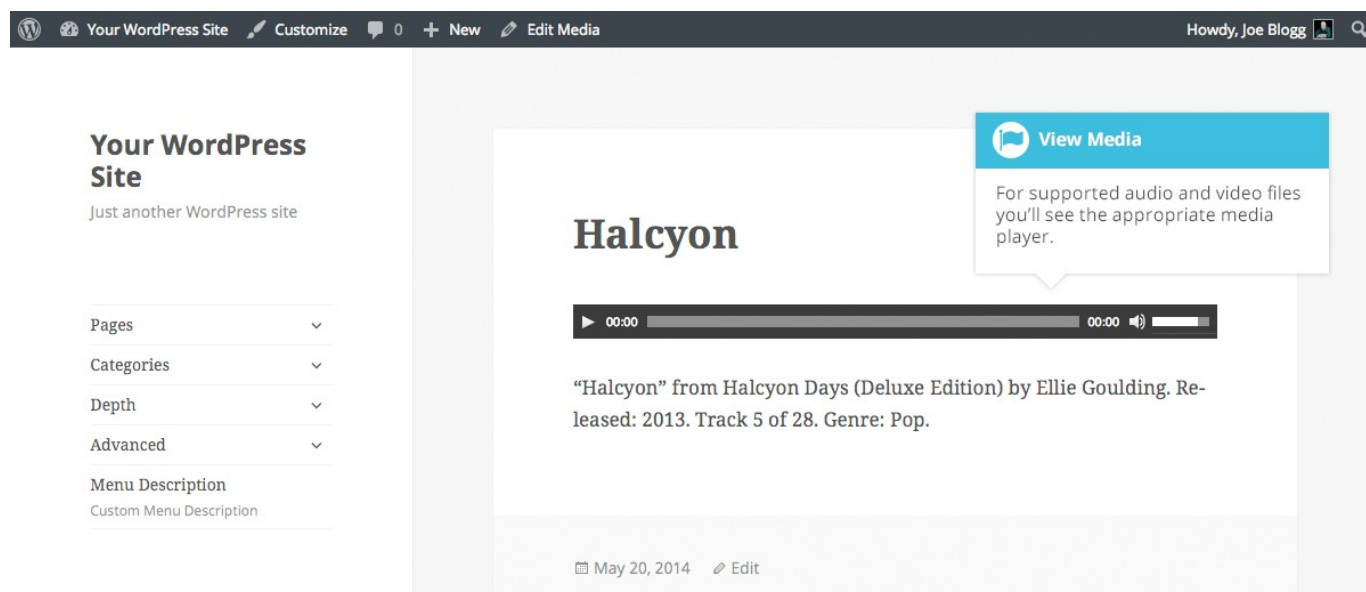 Your WordPress Site Customize 0 New Edit Media Howdy, Joe Blogg
Your WordPress
Site
Just another WordPress site
Pages
Categories
Depth
Advanced
Menu Description
Custom Menu Description
View Media
For supported audio and video files
you’ll see the appropriate media
player.
Halcyon
00:00 00:00
“Halcyon” from Halcyon Days (Deluxe Edition) by Ellie Goulding. Re-
leased: 2013. Track 5 of 28. Genre: Pop.
May 20, 2014 Edit